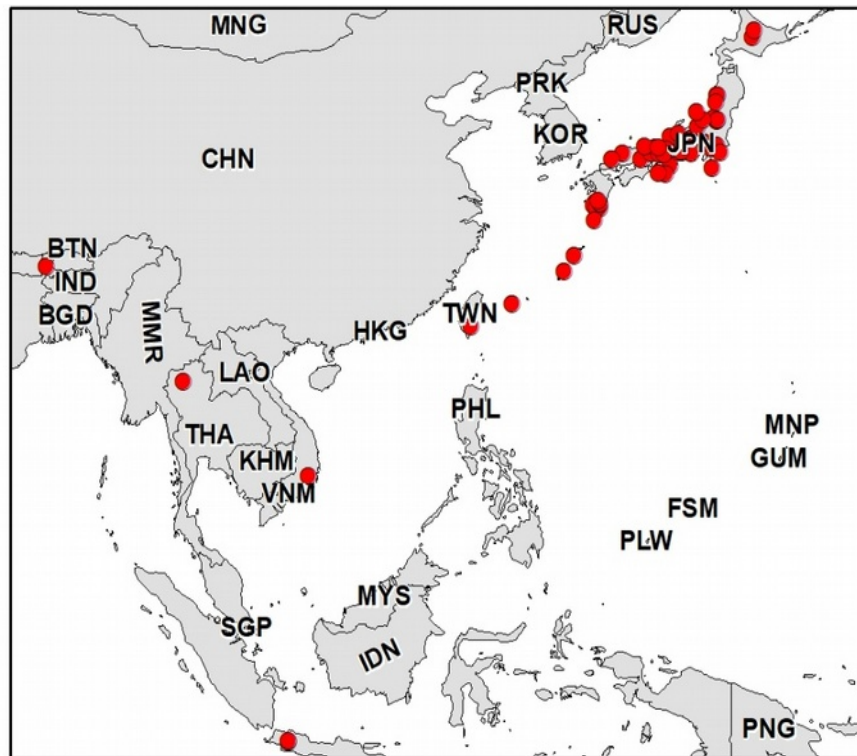 MNG
RUS
PRK
KOR
JPN
CHN
BTN
IND
BGD
MMR
HKG
TWN
LAO
PHL
THA
KHM
VNM
MNP
GUM
FSM
PLW
MYS
SGP
IDN
PNG